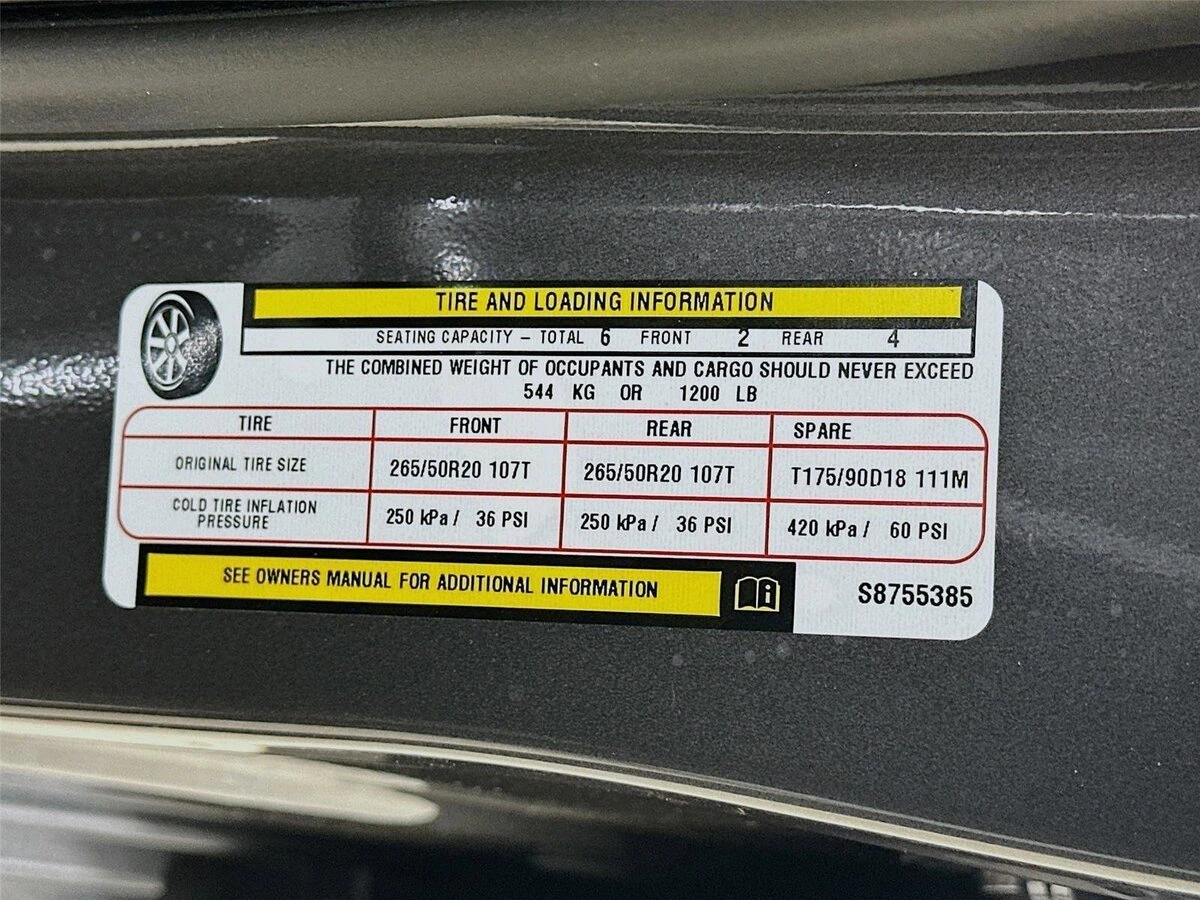 TIRE AND LOADING INFORMATION
SEATING CAPACITY – TOTAL 6 FRONT 2 REAR 4
THE COMBINED WEIGHT OF OCCUPANTS AND CARGO SHOULD NEVER EXCEED
544 KG OR 1200 LB
TIRE FRONT REAR SPARE
ORIGINAL TIRE SIZE 265/50R20 107T 265/50R20 107T T175/90D18 111M
COLD TIRE INFLATION
PRESSURE 250 kPa / 36 PSI 250 kPa / 36 PSI 420 kPa / 60 PSI
SEE OWNERS MANUAL FOR ADDITIONAL INFORMATION
S8755385